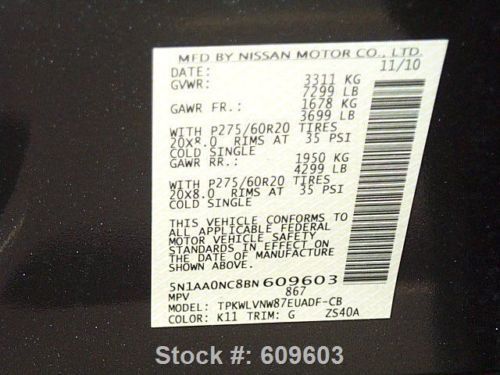 MFD BY NISSAN MOTOR CO., LTD.
DATE: 11/10
GVWR: 3311 KG
7299 LB
GAWR FR.: 1678 KG
3699 LB
WITH P275/60R20 TIRES
20X8.0 RIMS AT 35 PSI
COLD SINGLE
GAWR RR.: 1950 KG
4299 LB
WITH P275/60R20 TIRES
20X8.0 RIMS AT 35 PSI
COLD SINGLE
THIS VEHICLE CONFORMS TO
ALL APPLICABLE FEDERAL
MOTOR VEHICLE SAFETY
STANDARDS IN EFFECT ON
THE DATE OF MANUFACTURE
SHOWN ABOVE
5N1AA0NC8BN609603
MPV 867
MODEL: TPKWLVNW87EUADF-CB
COLOR: K11 TRIM: G ZS40A
Stock #: 609603